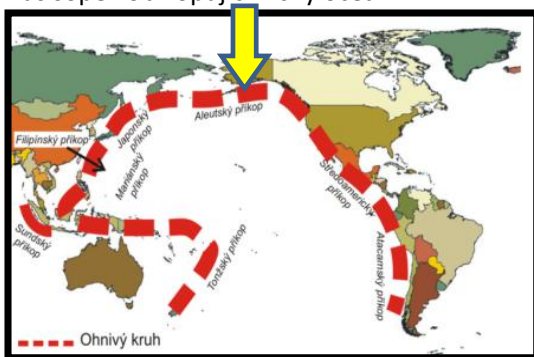 Aleutský příkop
Japonský
příkop
Filipínský příkop
Mariánský
příkop
Středoamerický
příkop
Sundský
příkop
Tonžský příkop
Atacamský příkop
Ohnivý kruh